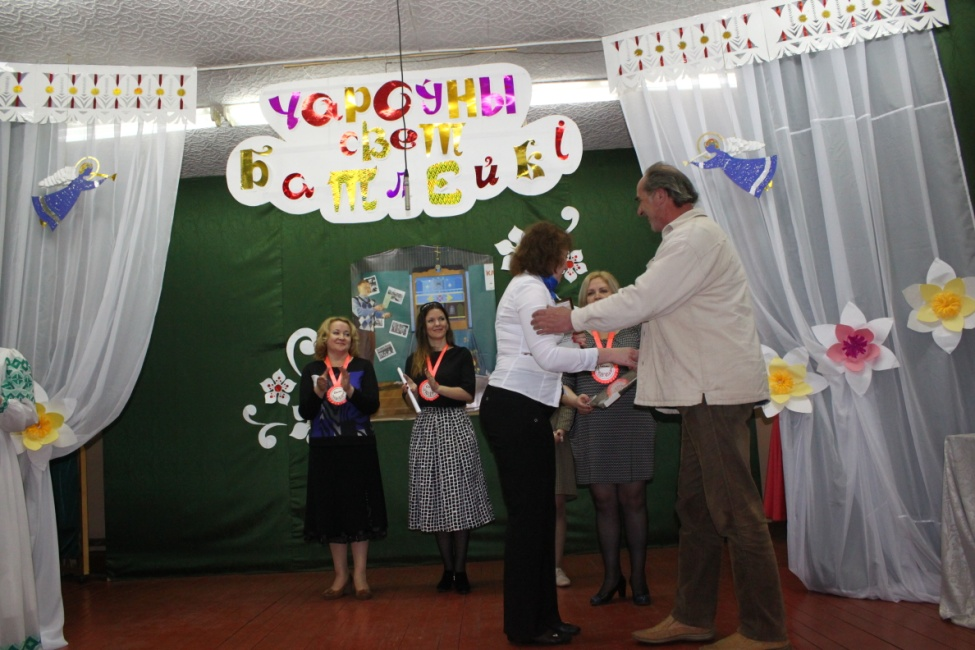 чароўны
свет
батлейкі